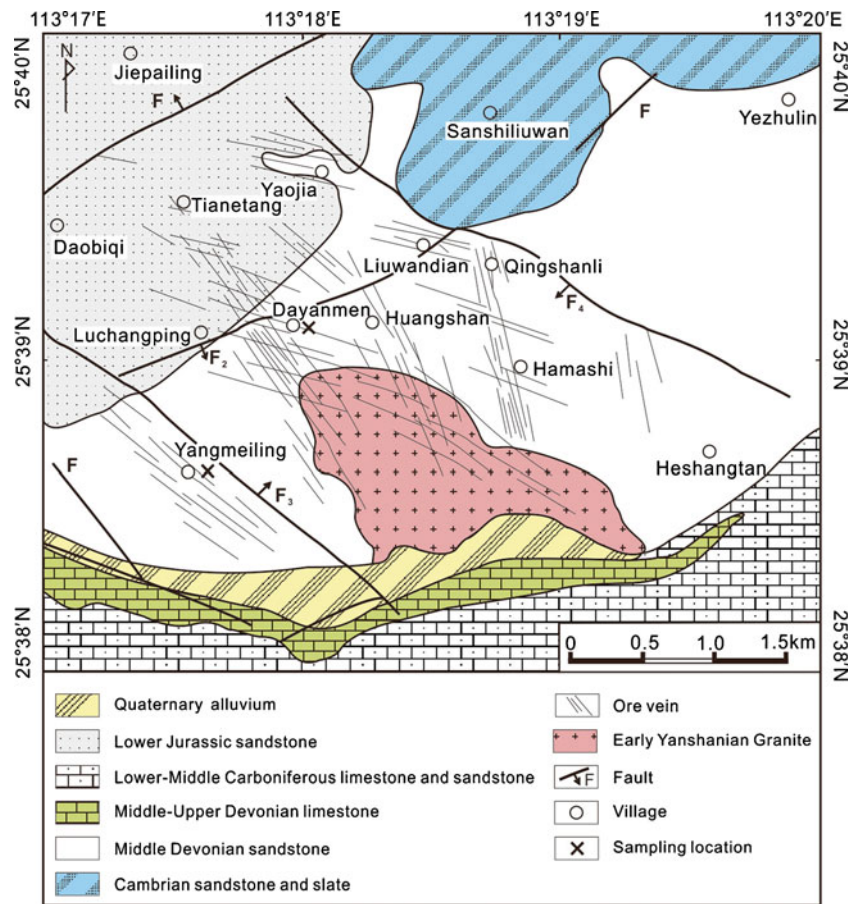 113°17′E 113°18′E 113°19′E 113°20′E
25°40′N
25°40′N
N
Jiepailing
F
Sanshiliuwan
F
Yezhulin
Yaojia
Tianetang
Daobiqi
Liuwandian
Qingshanli
F4
Dayanmen
Huangshan
Luchangping
F2
25°39′N
25°39′N
Hamashi
Yangmeiling
Heshangtan
F
F3
25°38′N
25°38′N
0 0.5 1.0 1.5km
Quaternary alluvium
Lower Jurassic sandstone
Lower-Middle Carboniferous limestone and sandstone
Middle-Upper Devonian limestone
Middle Devonian sandstone
Cambrian sandstone and slate
Ore vein
Early Yanshanian Granite
F Fault
Village
Sampling location